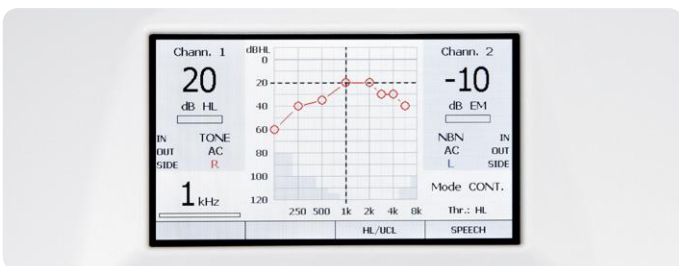 Chann. 1
20
dB HL
IN TONE
OUT AC
SIDE R
1 kHz
dBHL
0
20
40
60
80
100
120
250 500 1k 2k 4k 8k
Chann. 2
-10
dB EM
NBN IN
AC OUT
L SIDE
Mode CONT.
Thr.: HL
HL/UCL
SPEECH